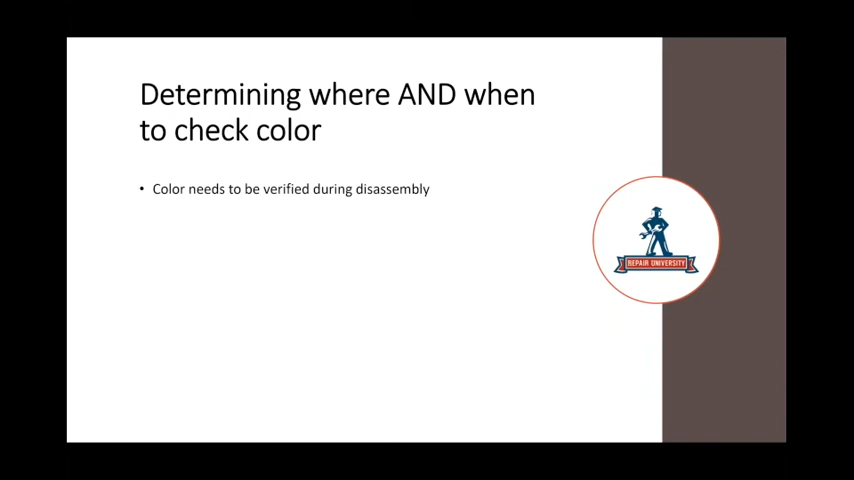 Determining where AND when
to check color
• Color needs to be verified during disassembly
REPAIR UNIVERSITY